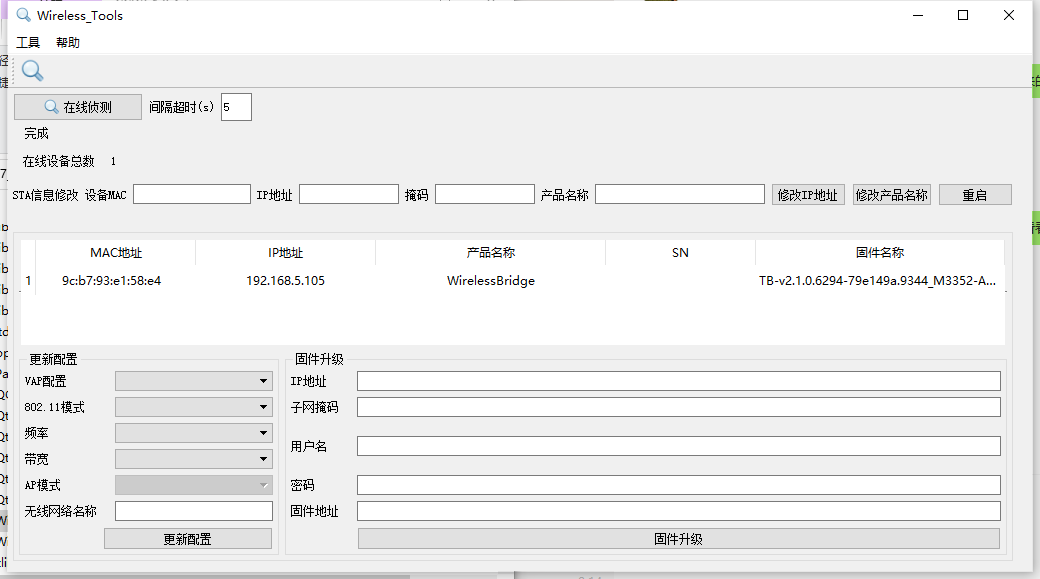 Wireless_Tools
工具 帮助
在线侦测 间隔超时(s) 5
完成
在线设备总数 1
STA信息修改 设备MAC IP地址 掩码 产品名称 修改IP地址 修改产品名称 重启
MAC地址 IP地址 产品名称 SN 固件名称
1 9c:b7:93:e1:58:e4 192.168.5.105 WirelessBridge TB-v2.1.0.6294-79e149a.9344_M3352-A...
更新配置
VAP配置
802.11模式
频率
带宽
AP模式
无线网络名称
更新配置
固件升级
IP地址
子网掩码
用户名
密码
固件地址
固件升级